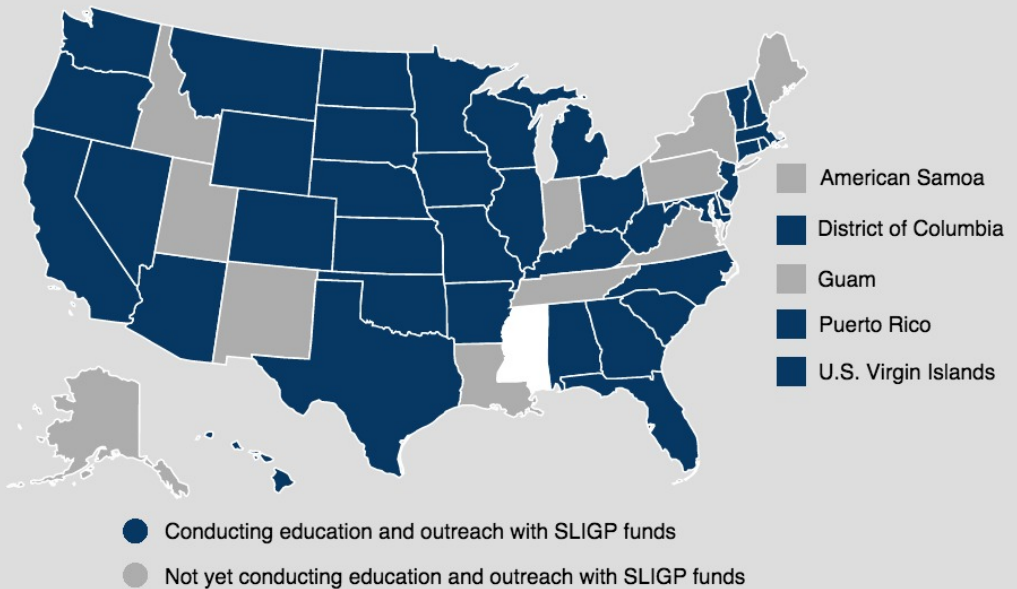 American Samoa
District of Columbia
Guam
Puerto Rico
U.S. Virgin Islands
Conducting education and outreach with SLIGP funds
Not yet conducting education and outreach with SLIGP funds